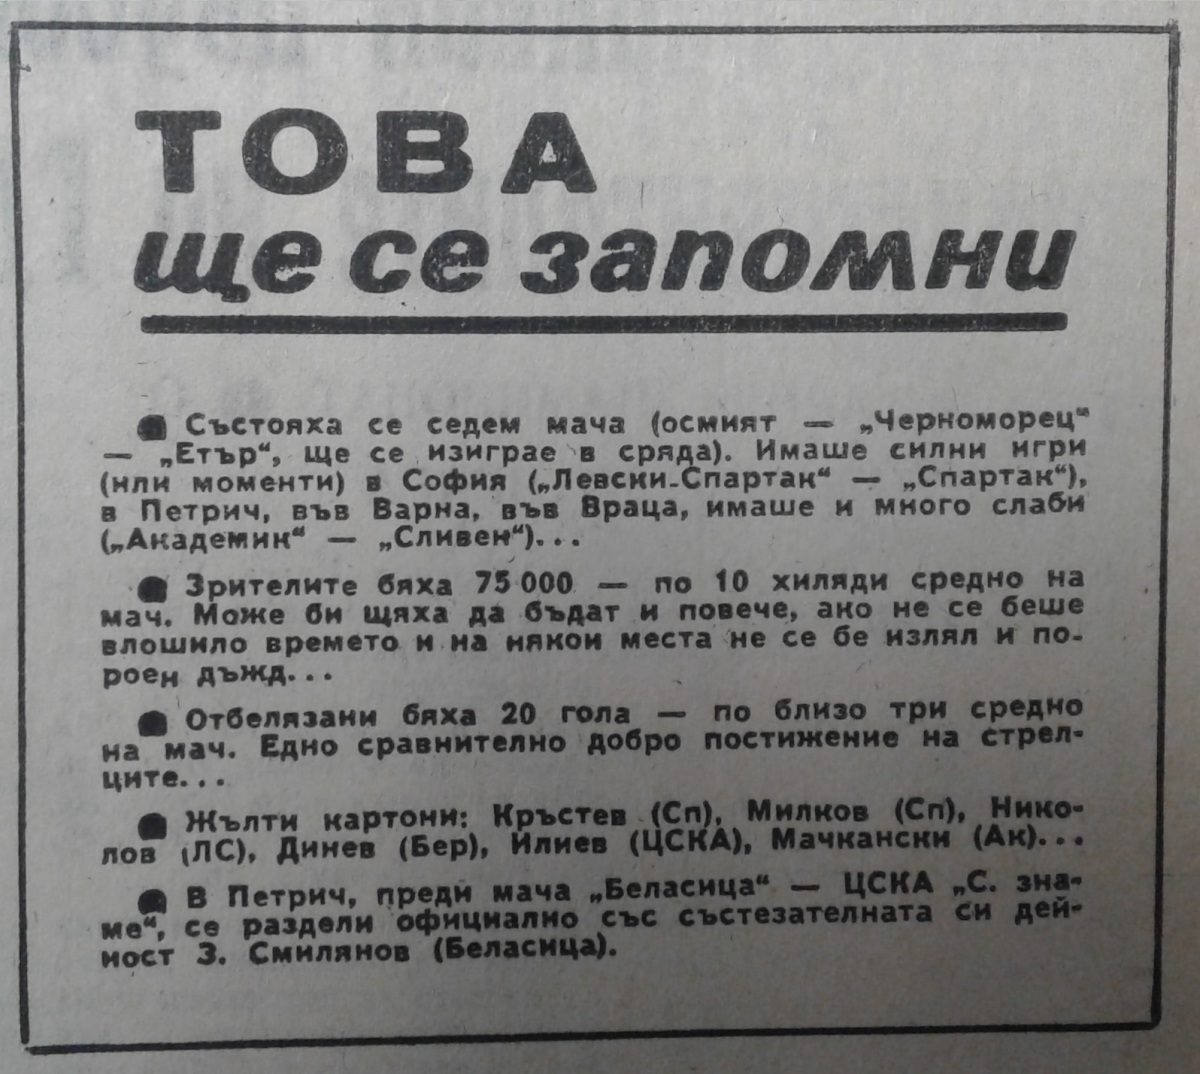 ТОВА
ще се запомни
● Състояха се седем мача (осмият — „Черноморец“
— „Етър“, ще се изиграе в сряда). Имаше силни игри
(или моменти) в София („Левски-Спартак“ — „Спартак“),
в Петрич, във Варна, във Враца, имаше и много слаби
(„Академик“ — „Сливен“)...
● Зрителите бяха 75 000 — по 10 хиляди средно на
мач. Може би щяха да бъдат и повече, ако не се беше
влошило времето и на някои места не се бе излял и по-
роен дъжд...
● Отбелязани бяха 20 гола — по близо три средно
на мач. Едно сравнително добро постижение на стрел-
ците...
● Жълти картони: Кръстев (Сп), Милков (Сп), Нико-
лов (ЛС), Динев (Бер), Илиев (ЦСКА), Мачкански (Ак)...
● В Петрич, преди мача „Беласица“ — ЦСКА „С. зна-
ме“, се раздели официално със състезателната си дей-
ност З. Смилянов (Беласица).